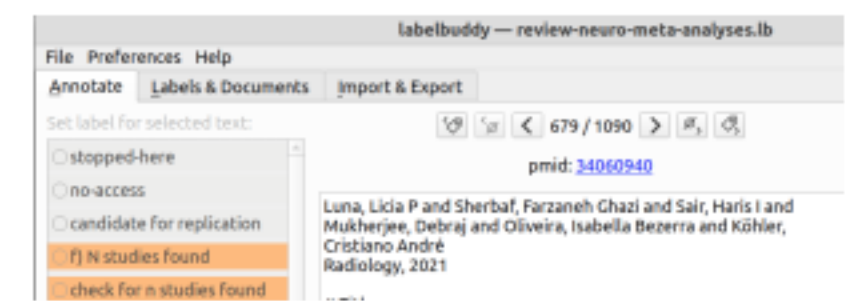 labelbuddy — review-neuro-meta-analyses.lb
File Preferences Help
Annotate Labels & Documents Import & Export
Set label for selected text:
679 / 1090
stopped-here
pmid: 34060940
no-access
Luna, Licia P and Sherbaf, Farzaneh Ghazi and Sair, Haris I and
candidate for replication
Mukherjee, Debraj and Oliveira, Isabella Bezerra and Köhler,
Cristiano André
f) N studies found
Radiology, 2021
check for n studies found